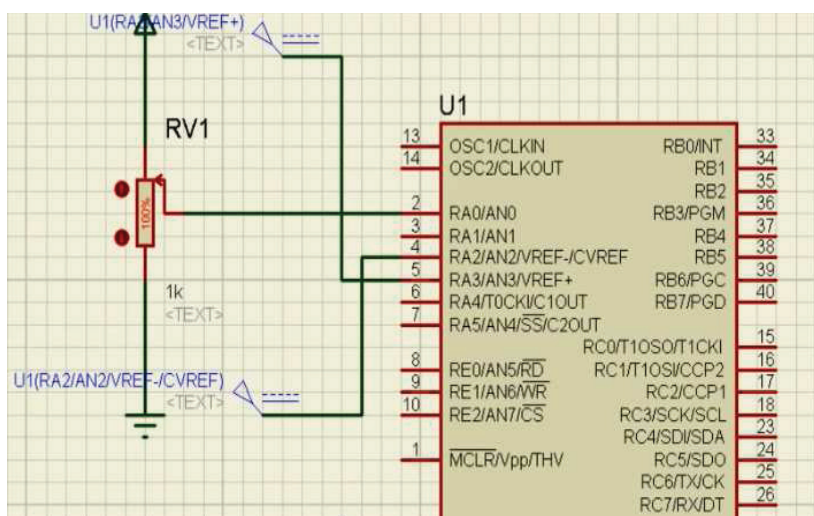 U1(RA3/AN3/VREF+)
<TEXT>
RV1
100%
1k
<TEXT>
U1(RA2/AN2/VREF-/CVREF)
<TEXT>
U1
13 OSC1/CLKIN
14 OSC2/CLKOUT
2 RA0/AN0
3 RA1/AN1
4 RA2/AN2/VREF-/CVREF
5 RA3/AN3/VREF+
6 RA4/T0CKI/C1OUT
7 RA5/AN4/SS/C2OUT
8 RE0/AN5/RD
9 RE1/AN6/WR
10 RE2/AN7/CS
1 MCLR/Vpp/THV
RB0/INT 33
RB1 34
RB2 35
RB3/PGM 36
RB4 37
RB5 38
RB6/PGC 39
RB7/PGD 40
RC0/T1OSO/T1CKI 15
RC1/T1OSI/CCP2 16
RC2/CCP1 17
RC3/SCK/SCL 18
RC4/SDI/SDA 23
RC5/SDO 24
RC6/TX/CK 25
RC7/RX/DT 26